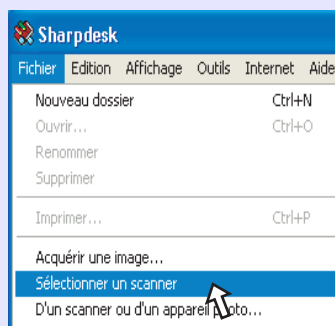 Sharpdesk
Fichier Edition Affichage Outils Internet Aide
Nouveau dossier Ctrl+N
Ouvrir... Ctrl+O
Renommer
Supprimer
Imprimer... Ctrl+P
Acquérir une image...
Sélectionner un scanner
D'un scanner ou d'un appareil photo...